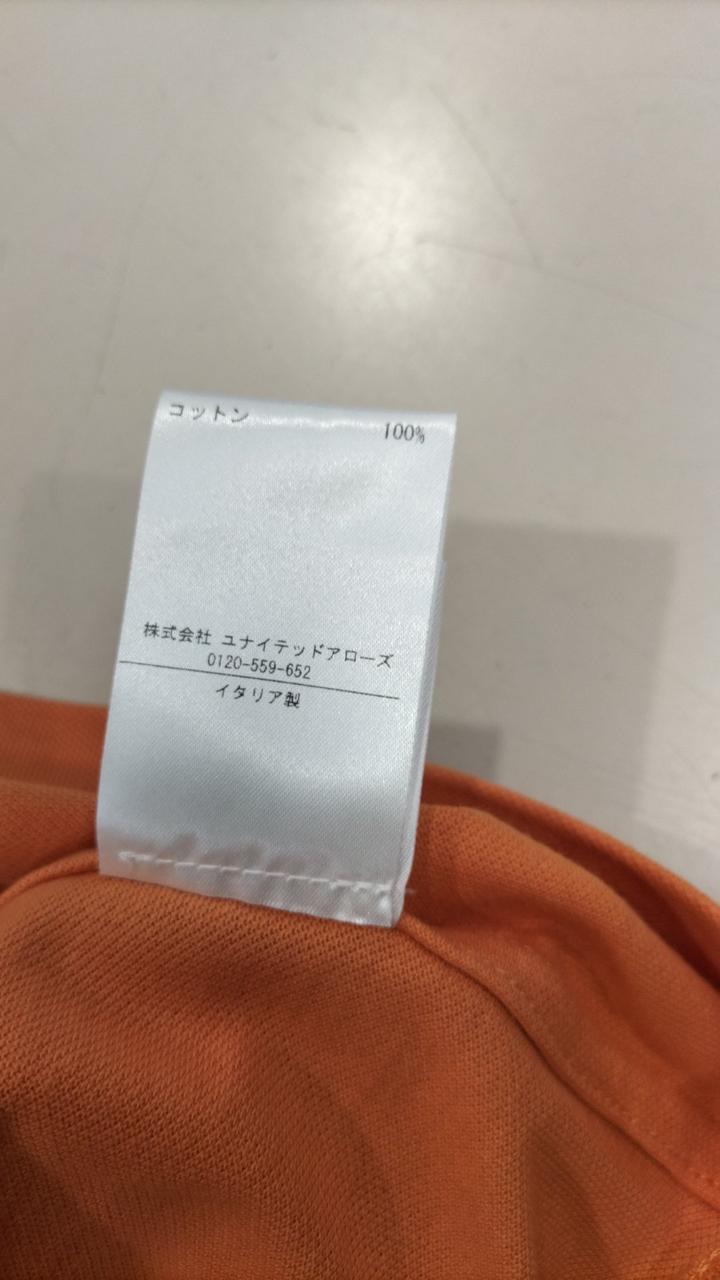 コットン 100%
株式会社 ユナイテッドアローズ
0120-559-652
イタリア製